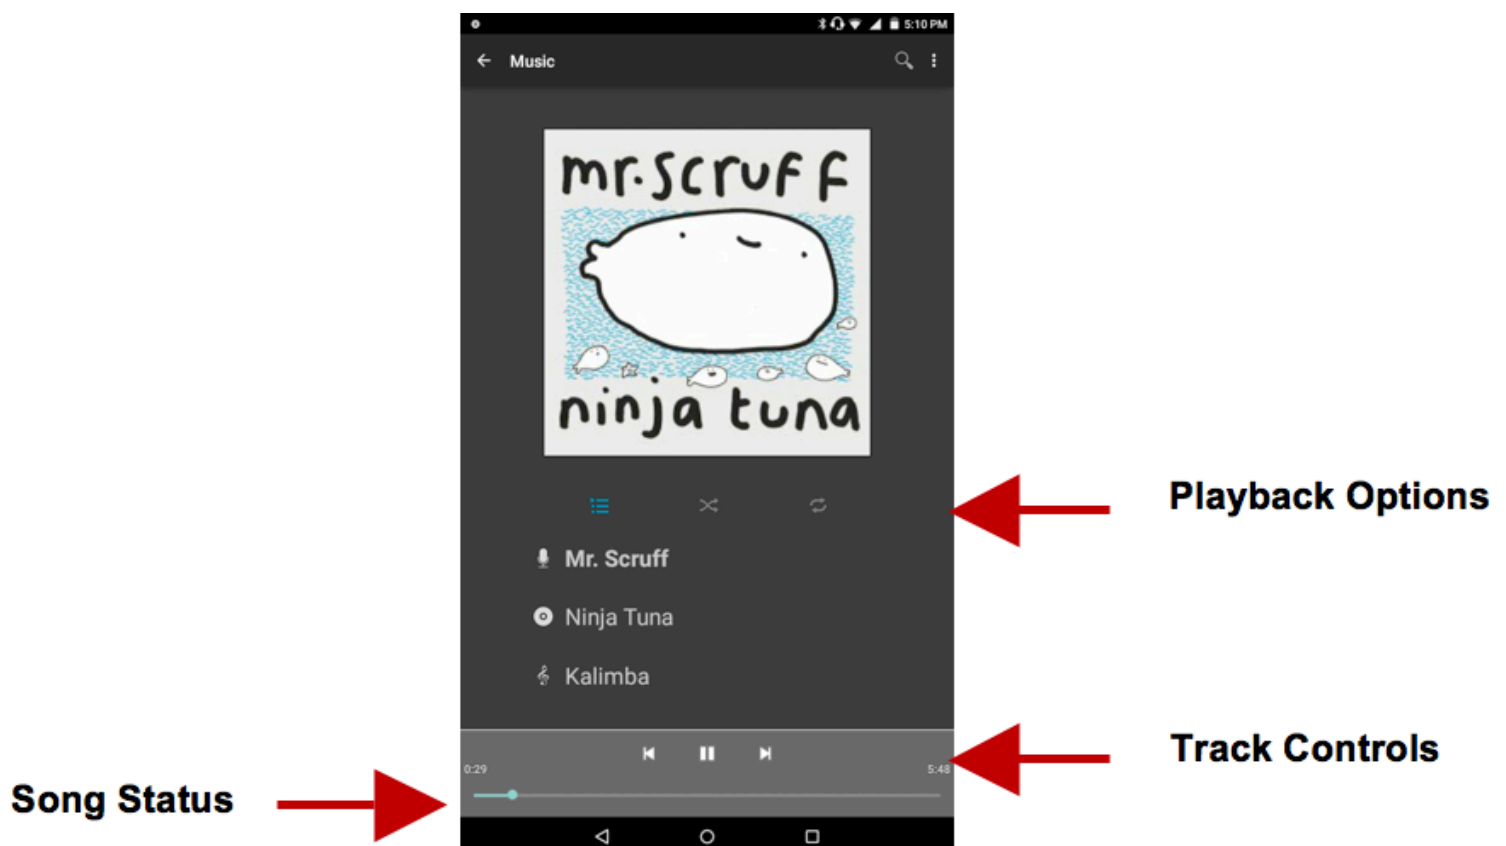 5:10 PM
Music
mr.scruff
ninja tuna
Playback Options
Mr. Scruff
Ninja Tuna
Kalimba
Track Controls
0:29
5:48
Song Status